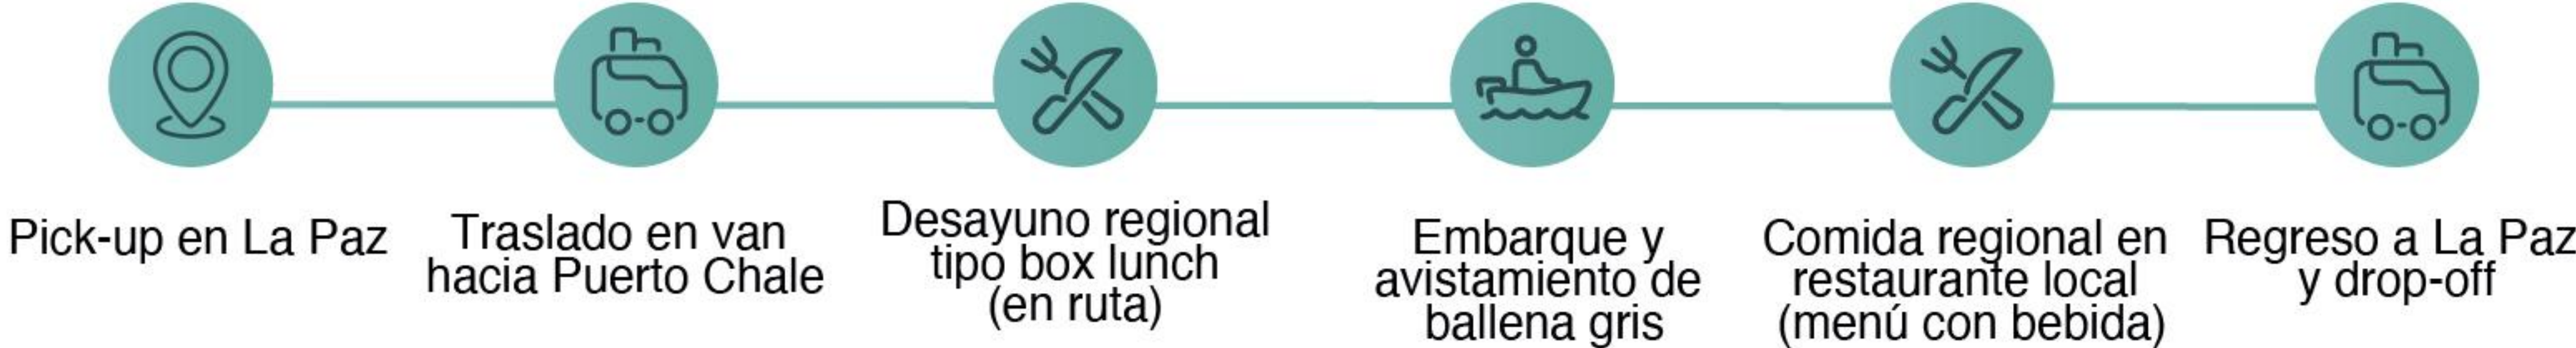 Pick-up en La Paz
Traslado en van
hacia Puerto Chale
Desayuno regional
tipo box lunch
(en ruta)
Embarque y
avistamiento de
ballena gris
Comida regional en
restaurante local
(menú con bebida)
Regreso a La Paz
y drop-off